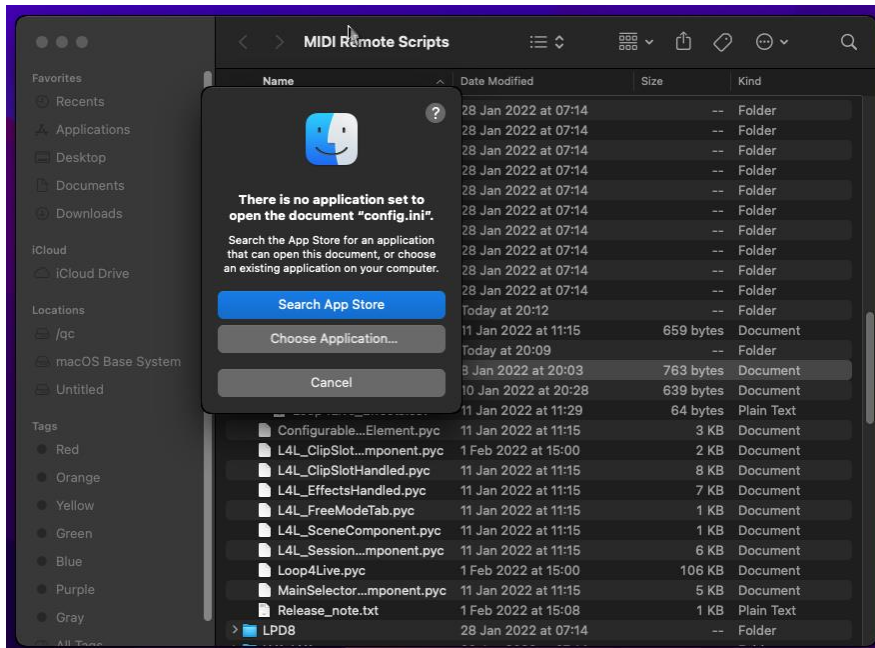 MIDI Remote Scripts
Favorites
Recents
Applications
Desktop
Documents
Downloads
iCloud
iCloud Drive
Locations
/qc
macOS Base System
Untitled
Tags
Red
Orange
Yellow
Green
Blue
Purple
Gray
All Tags
Name Date Modified Size Kind
28 Jan 2022 at 07:14 -- Folder
28 Jan 2022 at 07:14 -- Folder
28 Jan 2022 at 07:14 -- Folder
28 Jan 2022 at 07:14 -- Folder
28 Jan 2022 at 07:14 -- Folder
28 Jan 2022 at 07:14 -- Folder
28 Jan 2022 at 07:14 -- Folder
28 Jan 2022 at 07:14 -- Folder
28 Jan 2022 at 07:14 -- Folder
28 Jan 2022 at 07:14 -- Folder
Today at 20:12 -- Folder
11 Jan 2022 at 11:15 659 bytes Document
Today at 20:09 -- Folder
8 Jan 2022 at 20:03 763 bytes Document
10 Jan 2022 at 20:28 639 bytes Document
11 Jan 2022 at 11:29 64 bytes Plain Text
Configurable...Element.pyc 11 Jan 2022 at 11:15 3 KB Document
L4L_ClipSlot...mponent.pyc 1 Feb 2022 at 15:00 2 KB Document
L4L_ClipSlotHandled.pyc 11 Jan 2022 at 11:15 8 KB Document
L4L_EffectsHandled.pyc 11 Jan 2022 at 11:15 7 KB Document
L4L_FreeModeTab.pyc 11 Jan 2022 at 11:15 1 KB Document
L4L_SceneComponent.pyc 11 Jan 2022 at 11:15 1 KB Document
L4L_Session...mponent.pyc 11 Jan 2022 at 11:15 6 KB Document
Loop4Live.pyc 1 Feb 2022 at 15:00 106 KB Document
MainSelector...mponent.pyc 11 Jan 2022 at 11:15 5 KB Document
Release_note.txt 1 Feb 2022 at 15:08 1 KB Plain Text
LPD8 28 Jan 2022 at 07:14 -- Folder
?
There is no application set to
open the document “config.ini”.
Search the App Store for an application
that can open this document, or choose
an existing application on your computer.
Search App Store
Choose Application...
Cancel